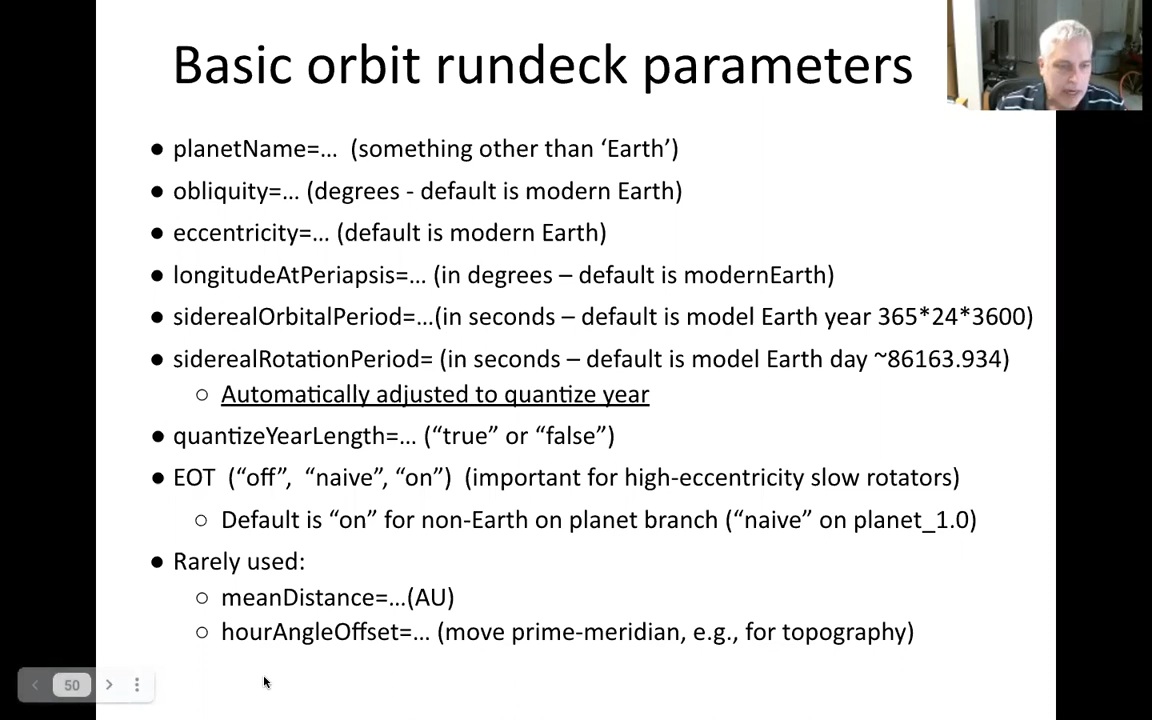 Basic orbit rundeck parameters
● planetName=… (something other than ‘Earth’)
● obliquity=… (degrees - default is modern Earth)
● eccentricity=… (default is modern Earth)
● longitudeAtPeriapsis=… (in degrees – default is modernEarth)
● siderealOrbitalPeriod=…(in seconds – default is model Earth year 365*24*3600)
● siderealRotationPeriod= (in seconds – default is model Earth day ~86163.934)
○ Automatically adjusted to quantize year
● quantizeYearLength=… (“true” or “false”)
● EOT (“off”, “naive”, “on”) (important for high-eccentricity slow rotators)
○ Default is “on” for non-Earth on planet branch (“naive” on planet_1.0)
● Rarely used:
○ meanDistance=…(AU)
○ hourAngleOffset=… (move prime-meridian, e.g., for topography)
50